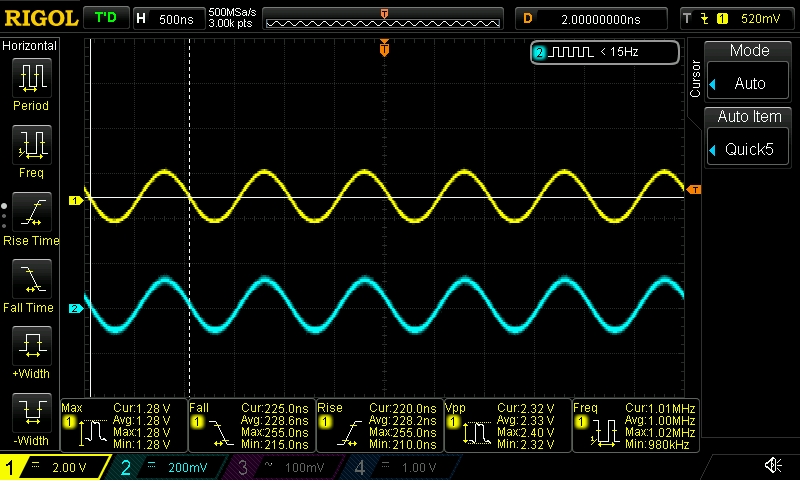 RIGOL T'D H 500ns 500MSa/s 3.00k pts T D 2.00000000ns T 1 520mV
Horizontal
Period
Freq
Rise Time
Fall Time
+Width
-Width
T
2 < 15Hz
1
T
2
Cursor
Mode
Auto
Auto Item
Quick5
Max
1
Cur:1.28 V
Avg:1.28 V
Max:1.28 V
Min:1.28 V
Fall
1
Cur:225.0ns
Avg:228.6ns
Max:255.0ns
Min:215.0ns
Rise
1
Cur:220.0ns
Avg:228.2ns
Max:255.0ns
Min:210.0ns
Vpp
1
Cur:2.32 V
Avg:2.33 V
Max:2.40 V
Min:2.32 V
Freq
1
Cur:1.01MHz
Avg:1.00MHz
Max:1.02MHz
Min:980kHz
1 = 2.00 V 2 = 200mV 3 ~ 100mV 4 = 1.00 V